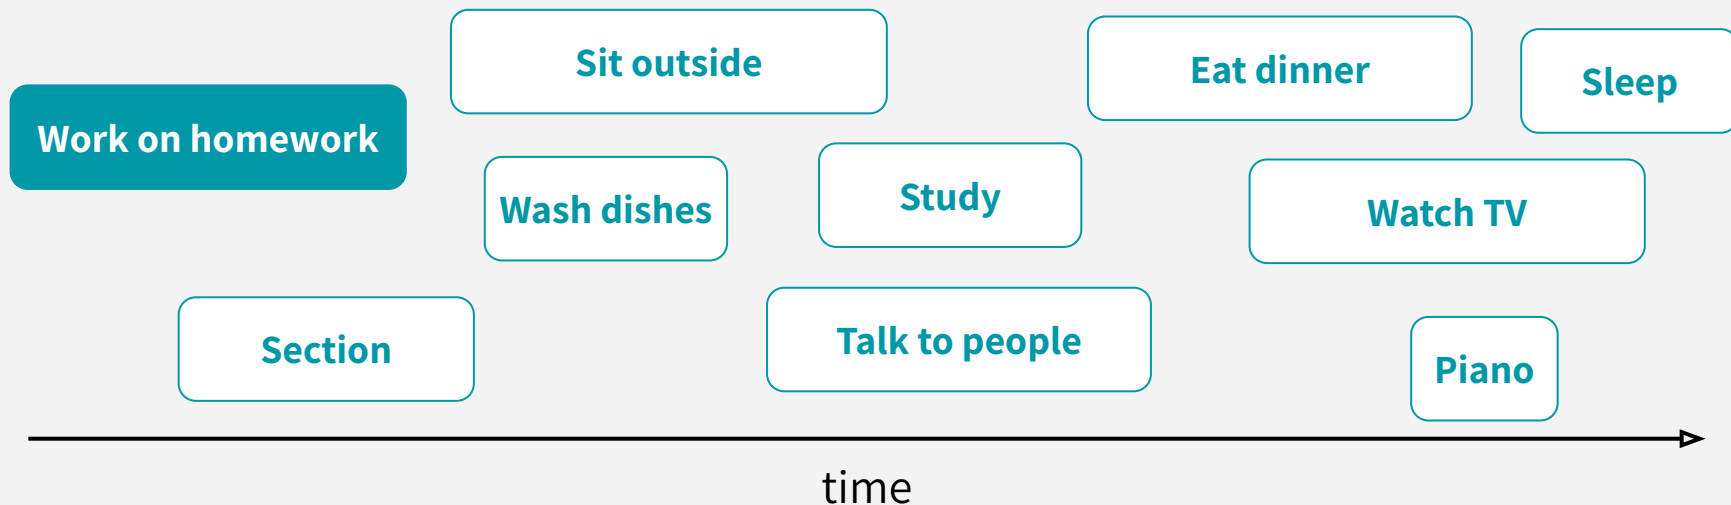 Sit outside
Eat dinner
Sleep
Work on homework
Wash dishes
Study
Watch TV
Section
Talk to people
Piano
time